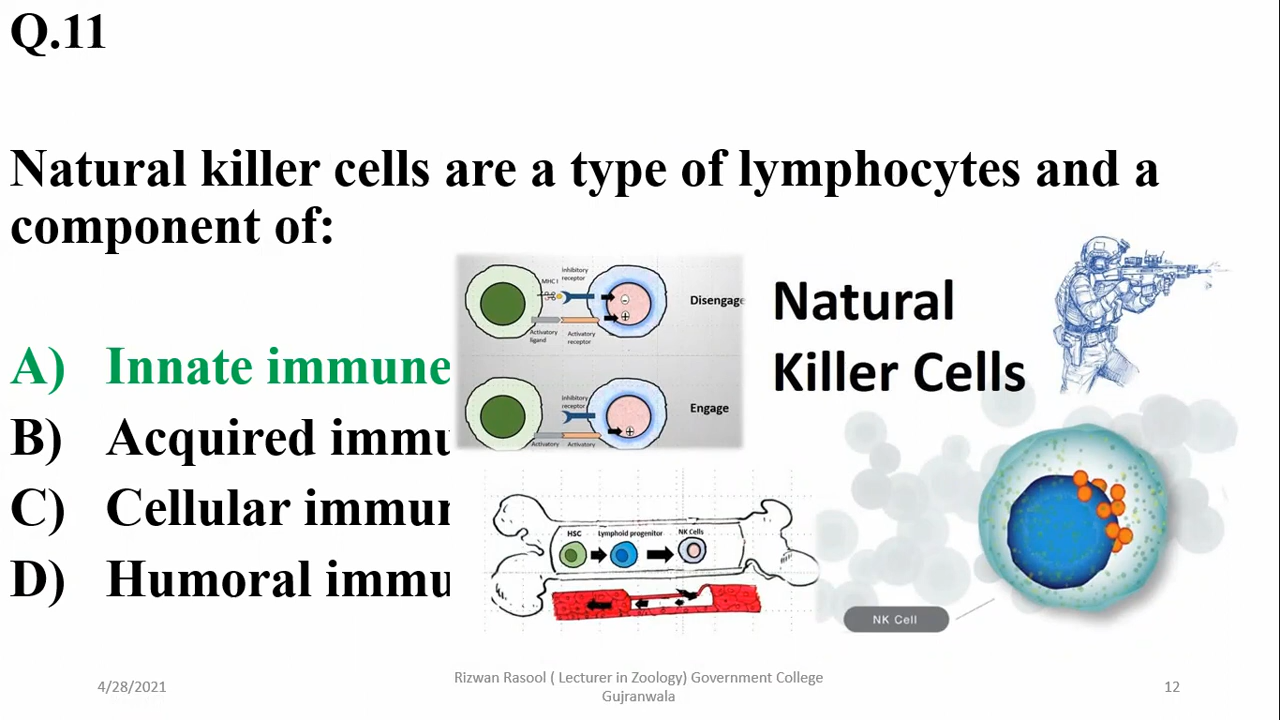 Q.11
Natural killer cells are a type of lymphocytes and a
component of:
A) Innate immune
B) Acquired immu
C) Cellular immun
D) Humoral immu
MHC I
Inhibitory
receptor
Disengage
Activatory
ligand
Activatory
receptor
Inhibitory
receptor
Engage
Activatory
Activatory
Natural
Killer Cells
HSC
Lymphoid progenitor
NK Cells
NK Cell
4/28/2021
Rizwan Rasool ( Lecturer in Zoology) Government College
Gujranwala
12